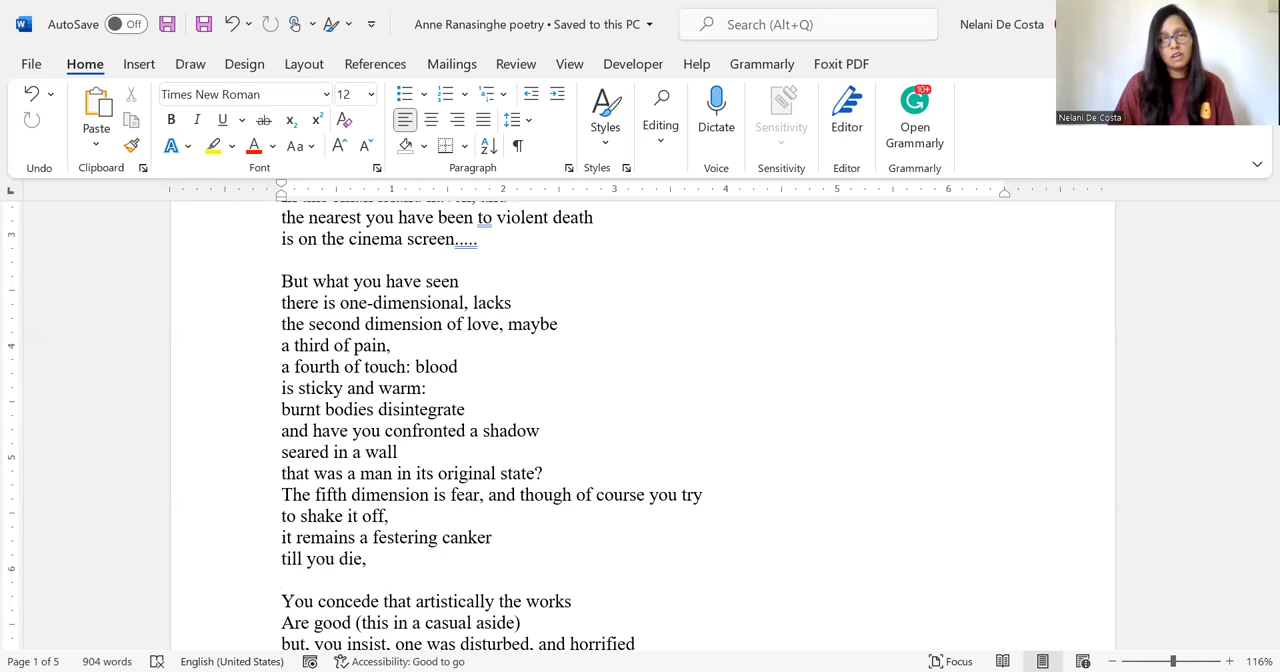 AutoSave Off Anne Ranasinghe poetry • Saved to this PC Search (Alt+Q) Nelani De Costa
File Home Insert Draw Design Layout References Mailings Review View Developer Help Grammarly Foxit PDF
Times New Roman 12
Paste Styles Editing Dictate Sensitivity Editor Open Grammarly
Nelani De Costa
Undo Clipboard Font Paragraph Styles Voice Sensitivity Editor Grammarly
1 2 3 4 5 6
the nearest you have been to violent death
is on the cinema screen.....
But what you have seen
there is one-dimensional, lacks
the second dimension of love, maybe
a third of pain,
a fourth of touch: blood
is sticky and warm:
burnt bodies disintegrate
and have you confronted a shadow
seared in a wall
that was a man in its original state?
The fifth dimension is fear, and though of course you try
to shake it off,
it remains a festering canker
till you die,
You concede that artistically the works
Are good (this in a casual aside)
but, you insist, one was disturbed, and horrified
Page 1 of 5 904 words English (United States) Accessibility: Good to go Focus 116%